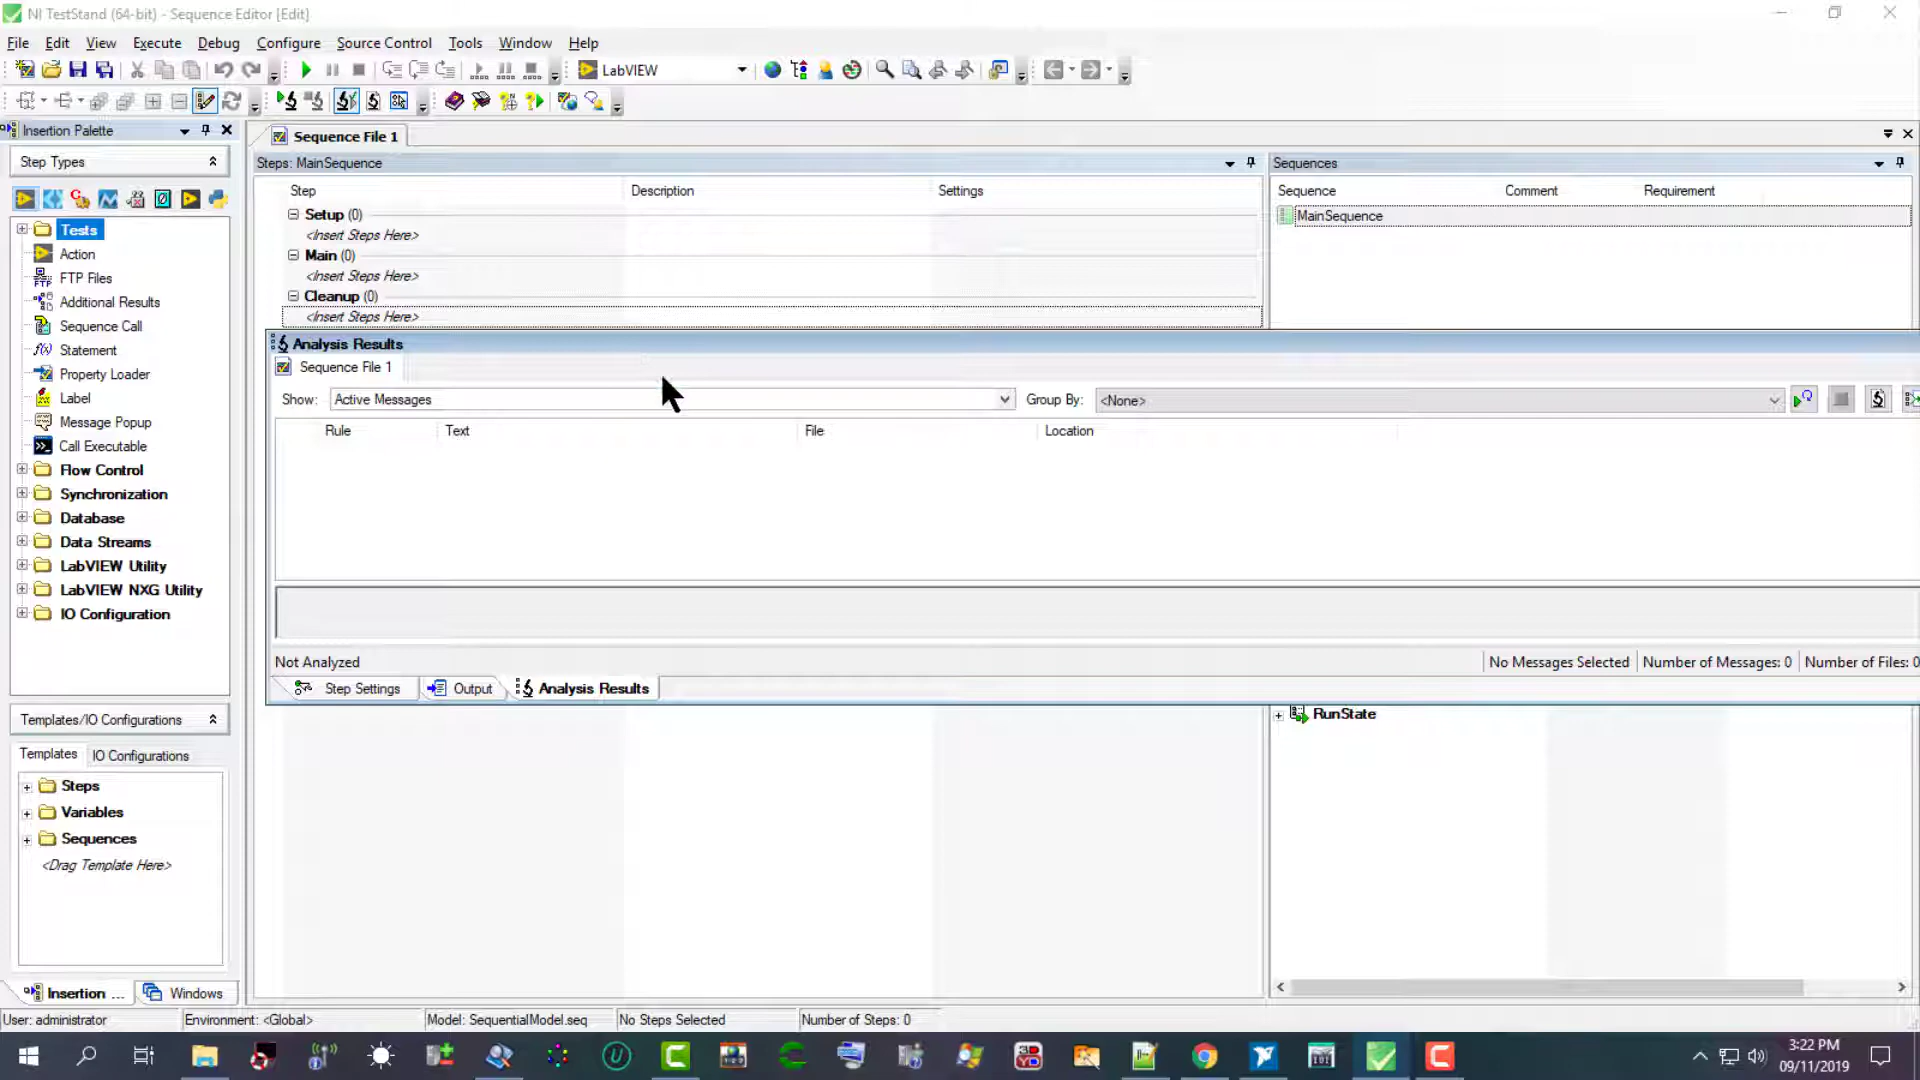 NI TestStand (64-bit) - Sequence Editor [Edit]
File Edit View Execute Debug Configure Source Control Tools Window Help
LabVIEW
Insertion Palette
Step Types
Tests
Action
FTP Files
Additional Results
Sequence Call
Statement
Property Loader
Label
Message Popup
Call Executable
Flow Control
Synchronization
Database
Data Streams
LabVIEW Utility
LabVIEW NXG Utility
IO Configuration
Templates/IO Configurations
Templates IO Configurations
Steps
Variables
Sequences
<Drag Template Here>
Insertion ... Windows
Sequence File 1
Steps: MainSequence
Step Description Settings
Setup (0)
<Insert Steps Here>
Main (0)
<Insert Steps Here>
Cleanup (0)
<Insert Steps Here>
Sequences
Sequence Comment Requirement
MainSequence
Analysis Results
Sequence File 1
Show: Active Messages Group By: <None>
Rule Text File Location
Not Analyzed No Messages Selected Number of Messages: 0 Number of Files: 0
Step Settings Output Analysis Results
RunState
User: administrator Environment: <Global> Model: SequentialModel.seq No Steps Selected Number of Steps: 0
3:22 PM
09/11/2019